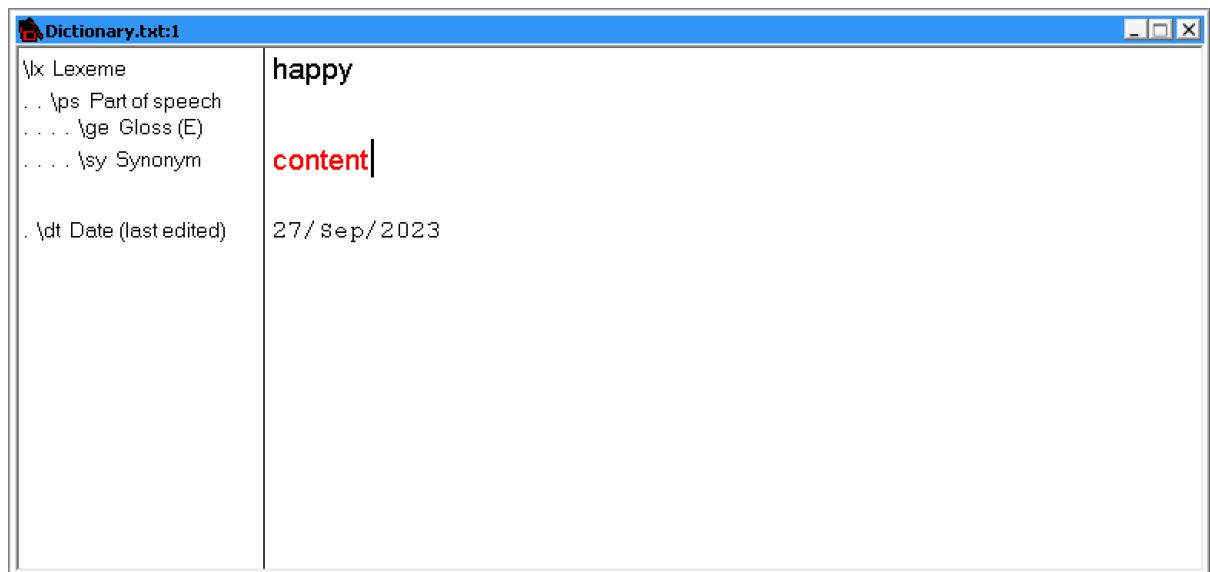 Dictionary.txt:1
\lx Lexeme happy
. . \ps Part of speech
. . . . \ge Gloss (E)
. . . . \sy Synonym content
. \dt Date (last edited) 27/Sep/2023